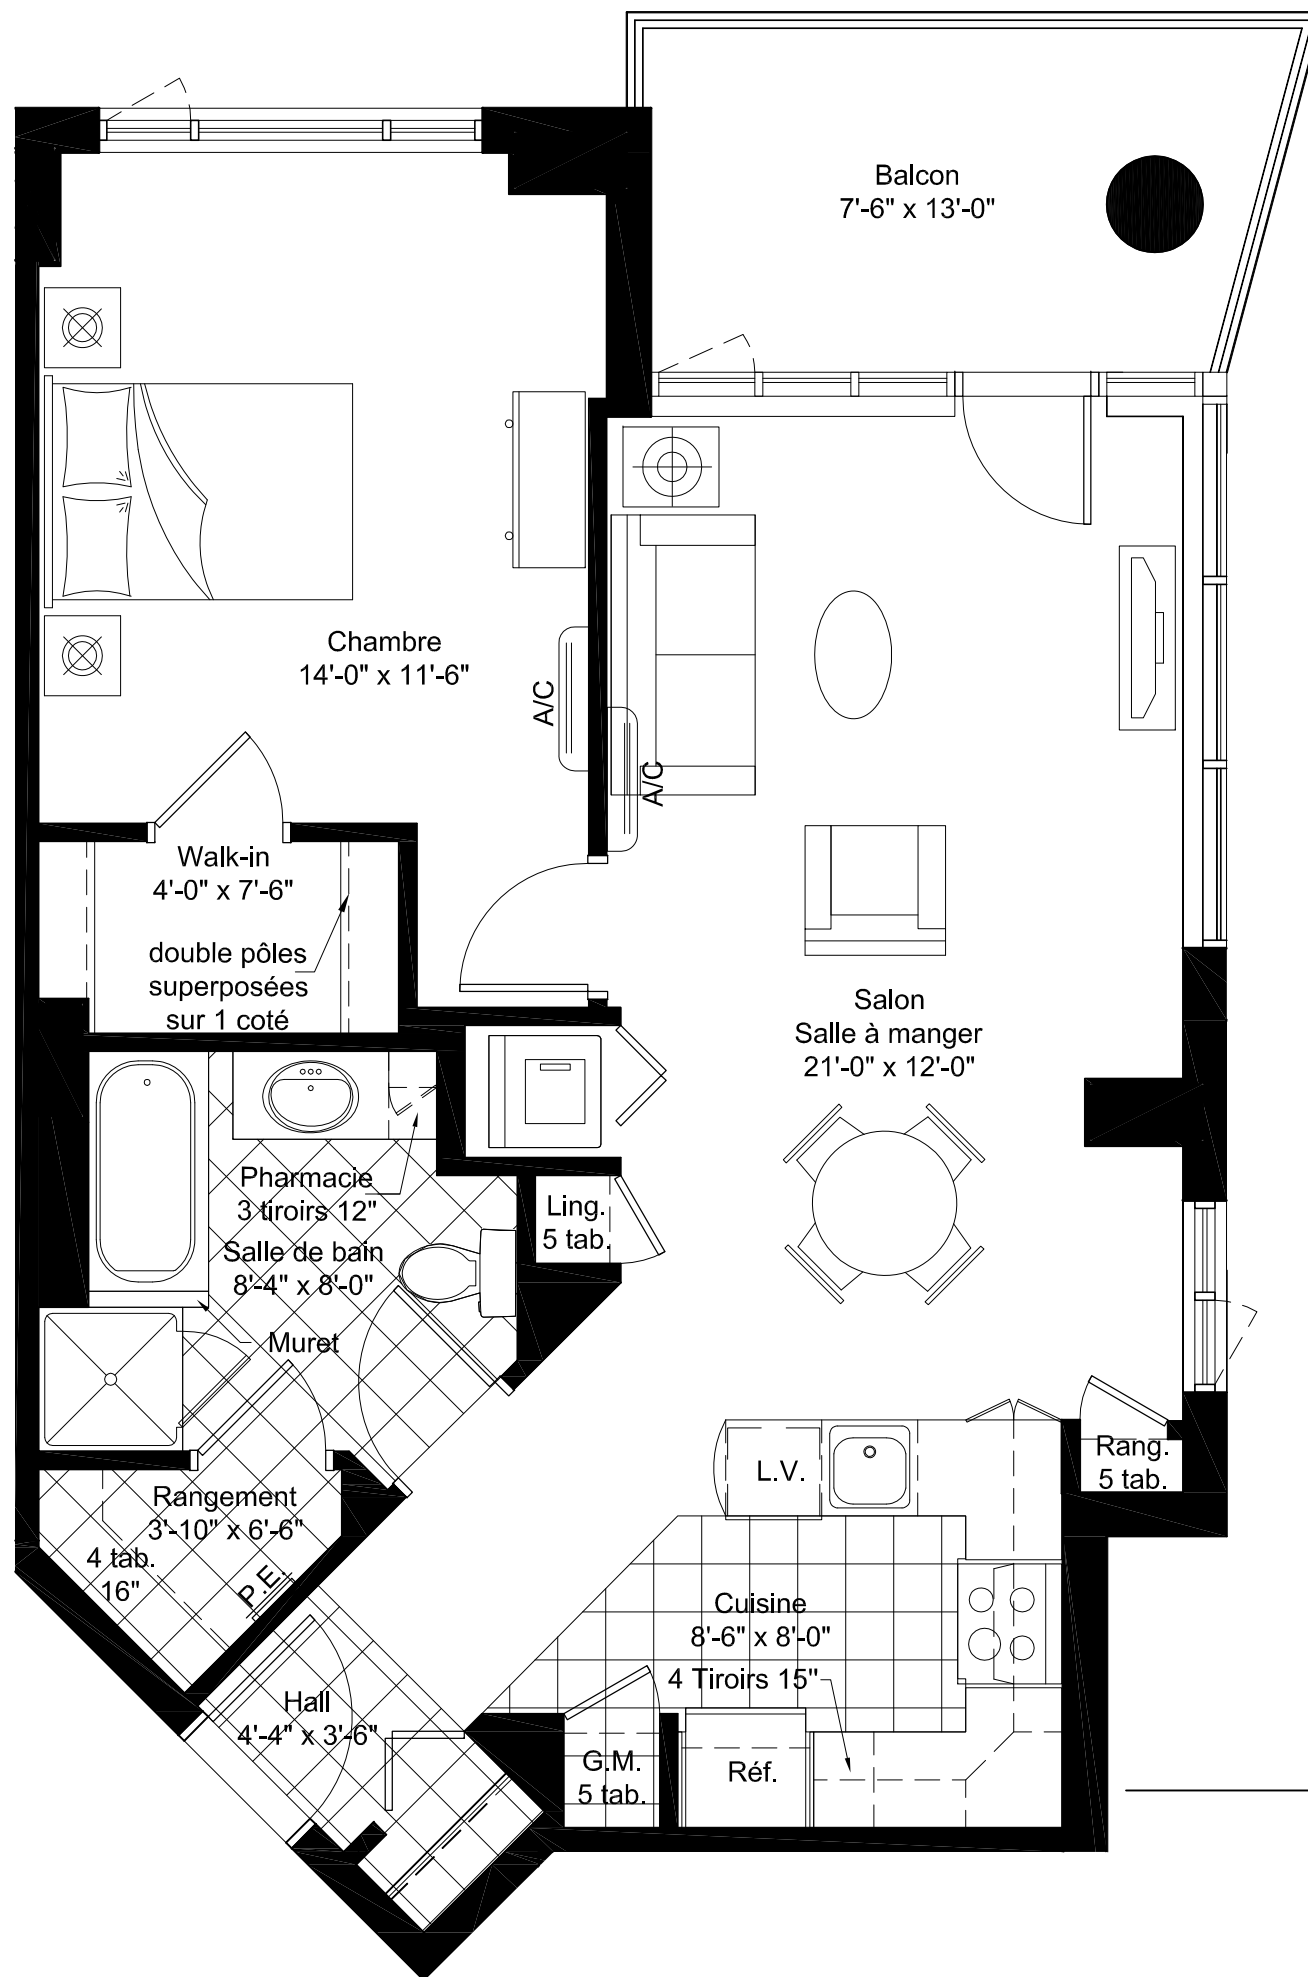 Balcon
7'-6" x 13'-0"
Chambre
14'-0" x 11'-6"
A/C
A/C
Walk-in
4'-0" x 7'-6"
double pôles
superposées
sur 1 coté
Salon
Salle à manger
21'-0" x 12'-0"
Pharmacie
3 tiroirs 12"
Ling.
5 tab.
Salle de bain
8'-4" x 8'-0"
Muret
L.V.
Rang.
5 tab.
Rangement
3'-10" x 6'-6"
4 tab.
16"
P.E.
Cuisine
8'-6" x 8'-0"
4 Tiroirs 15"
Hall
4'-4" x 3'-6"
G.M.
5 tab.
Réf.